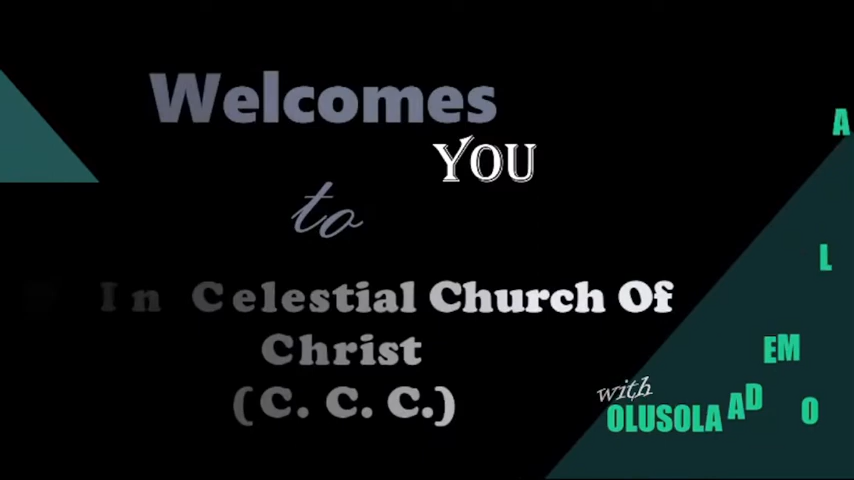 Welcomes
YOU
to
In Celestial Church Of
Christ
(C. C. C.)
with
OLUSOLA AD EM O L A